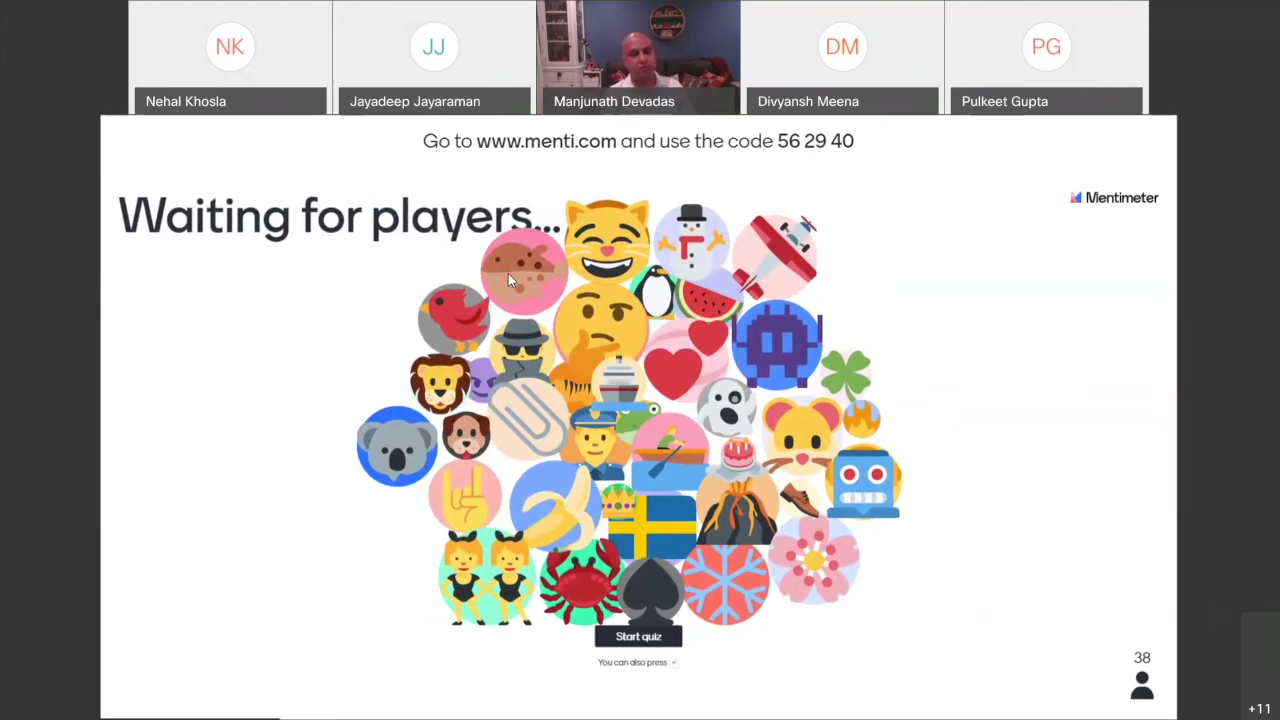 NK
JJ
DM
PG
Nehal Khosla
Jayadeep Jayaraman
Manjunath Devadas
Divyansh Meena
Pulkeet Gupta
Go to www.menti.com and use the code 56 29 40
Waiting for players...
Mentimeter
Start quiz
You can also press ↵
38
+11